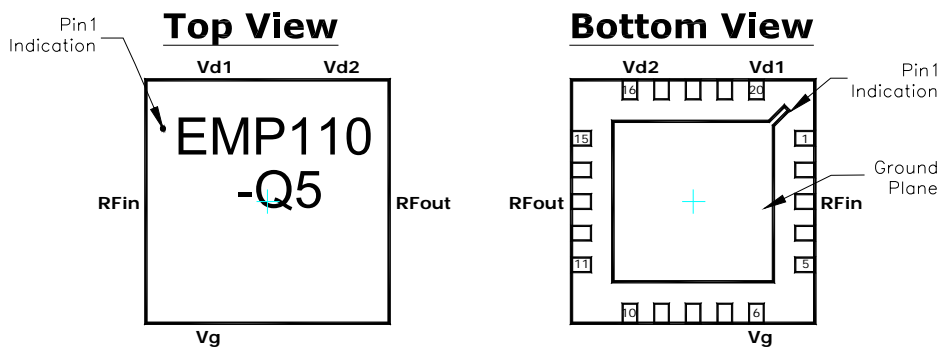 Top View
Pin1
Indication
Vd1
Vd2
EMP110
-Q5
RFin
RFout
Vg
Bottom View
Vd2
Vd1
Pin1
Indication
16
20
15
1
Ground
Plane
RFout
RFin
11
5
10
6
Vg